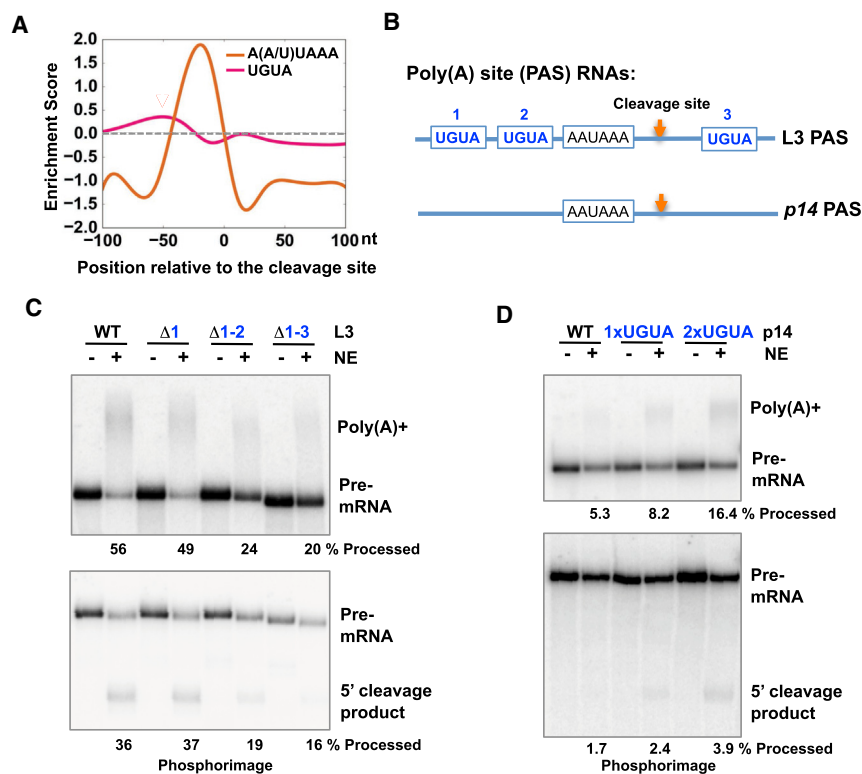 A
Enrichment Score
2.0
1.5
1.0
0.5
0.0
−0.5
−1.0
−1.5
−2.0
A(A/U)UAAA
UGUA
−100 −50 0 50 100 nt
Position relative to the cleavage site
B
Poly(A) site (PAS) RNAs:
Cleavage site
1 2 3
UGUA UGUA AAUAAA UGUA L3 PAS
AAUAAA p14 PAS
C
WT Δ1 Δ1-2 Δ1-3 L3
- + - + - + - + NE
Poly(A)+
Pre-
mRNA
56 49 24 20 % Processed
Pre-
mRNA
5’ cleavage
product
36 37 19 16 % Processed
Phosphorimage
D
WT 1xUGUA 2xUGUA p14
- + - + - + NE
Poly(A)+
Pre-
mRNA
5.3 8.2 16.4 % Processed
Pre-
mRNA
5’ cleavage
product
1.7 2.4 3.9 % Processed
Phosphorimage